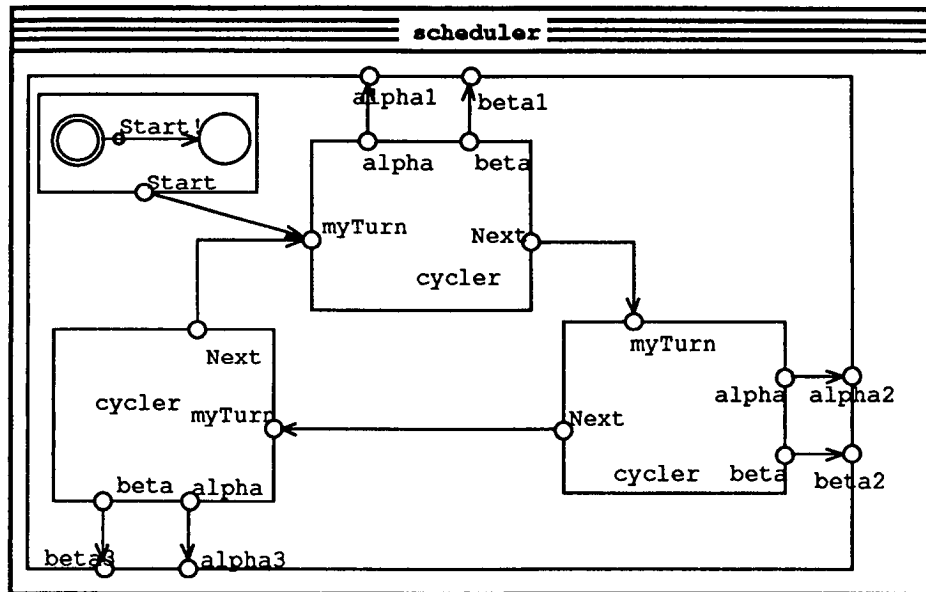 scheduler
alpha1
beta1
Start!
alpha
beta
Start
myTurn
Next
cycler
myTurn
Next
cycler
myTurn
alpha
alpha2
Next
beta
cycler
beta2
beta
alpha
beta3
alpha3